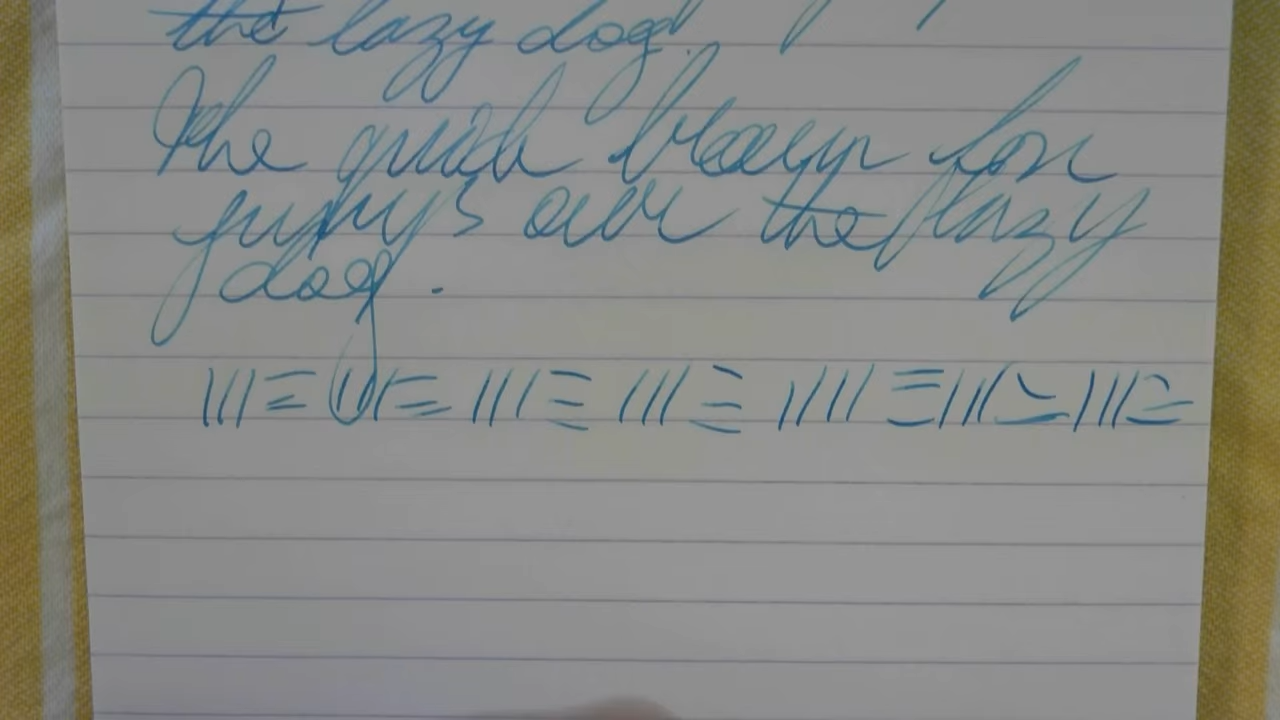 the lazy dog.
The quick brown fox
jumps over the lazy
dog.